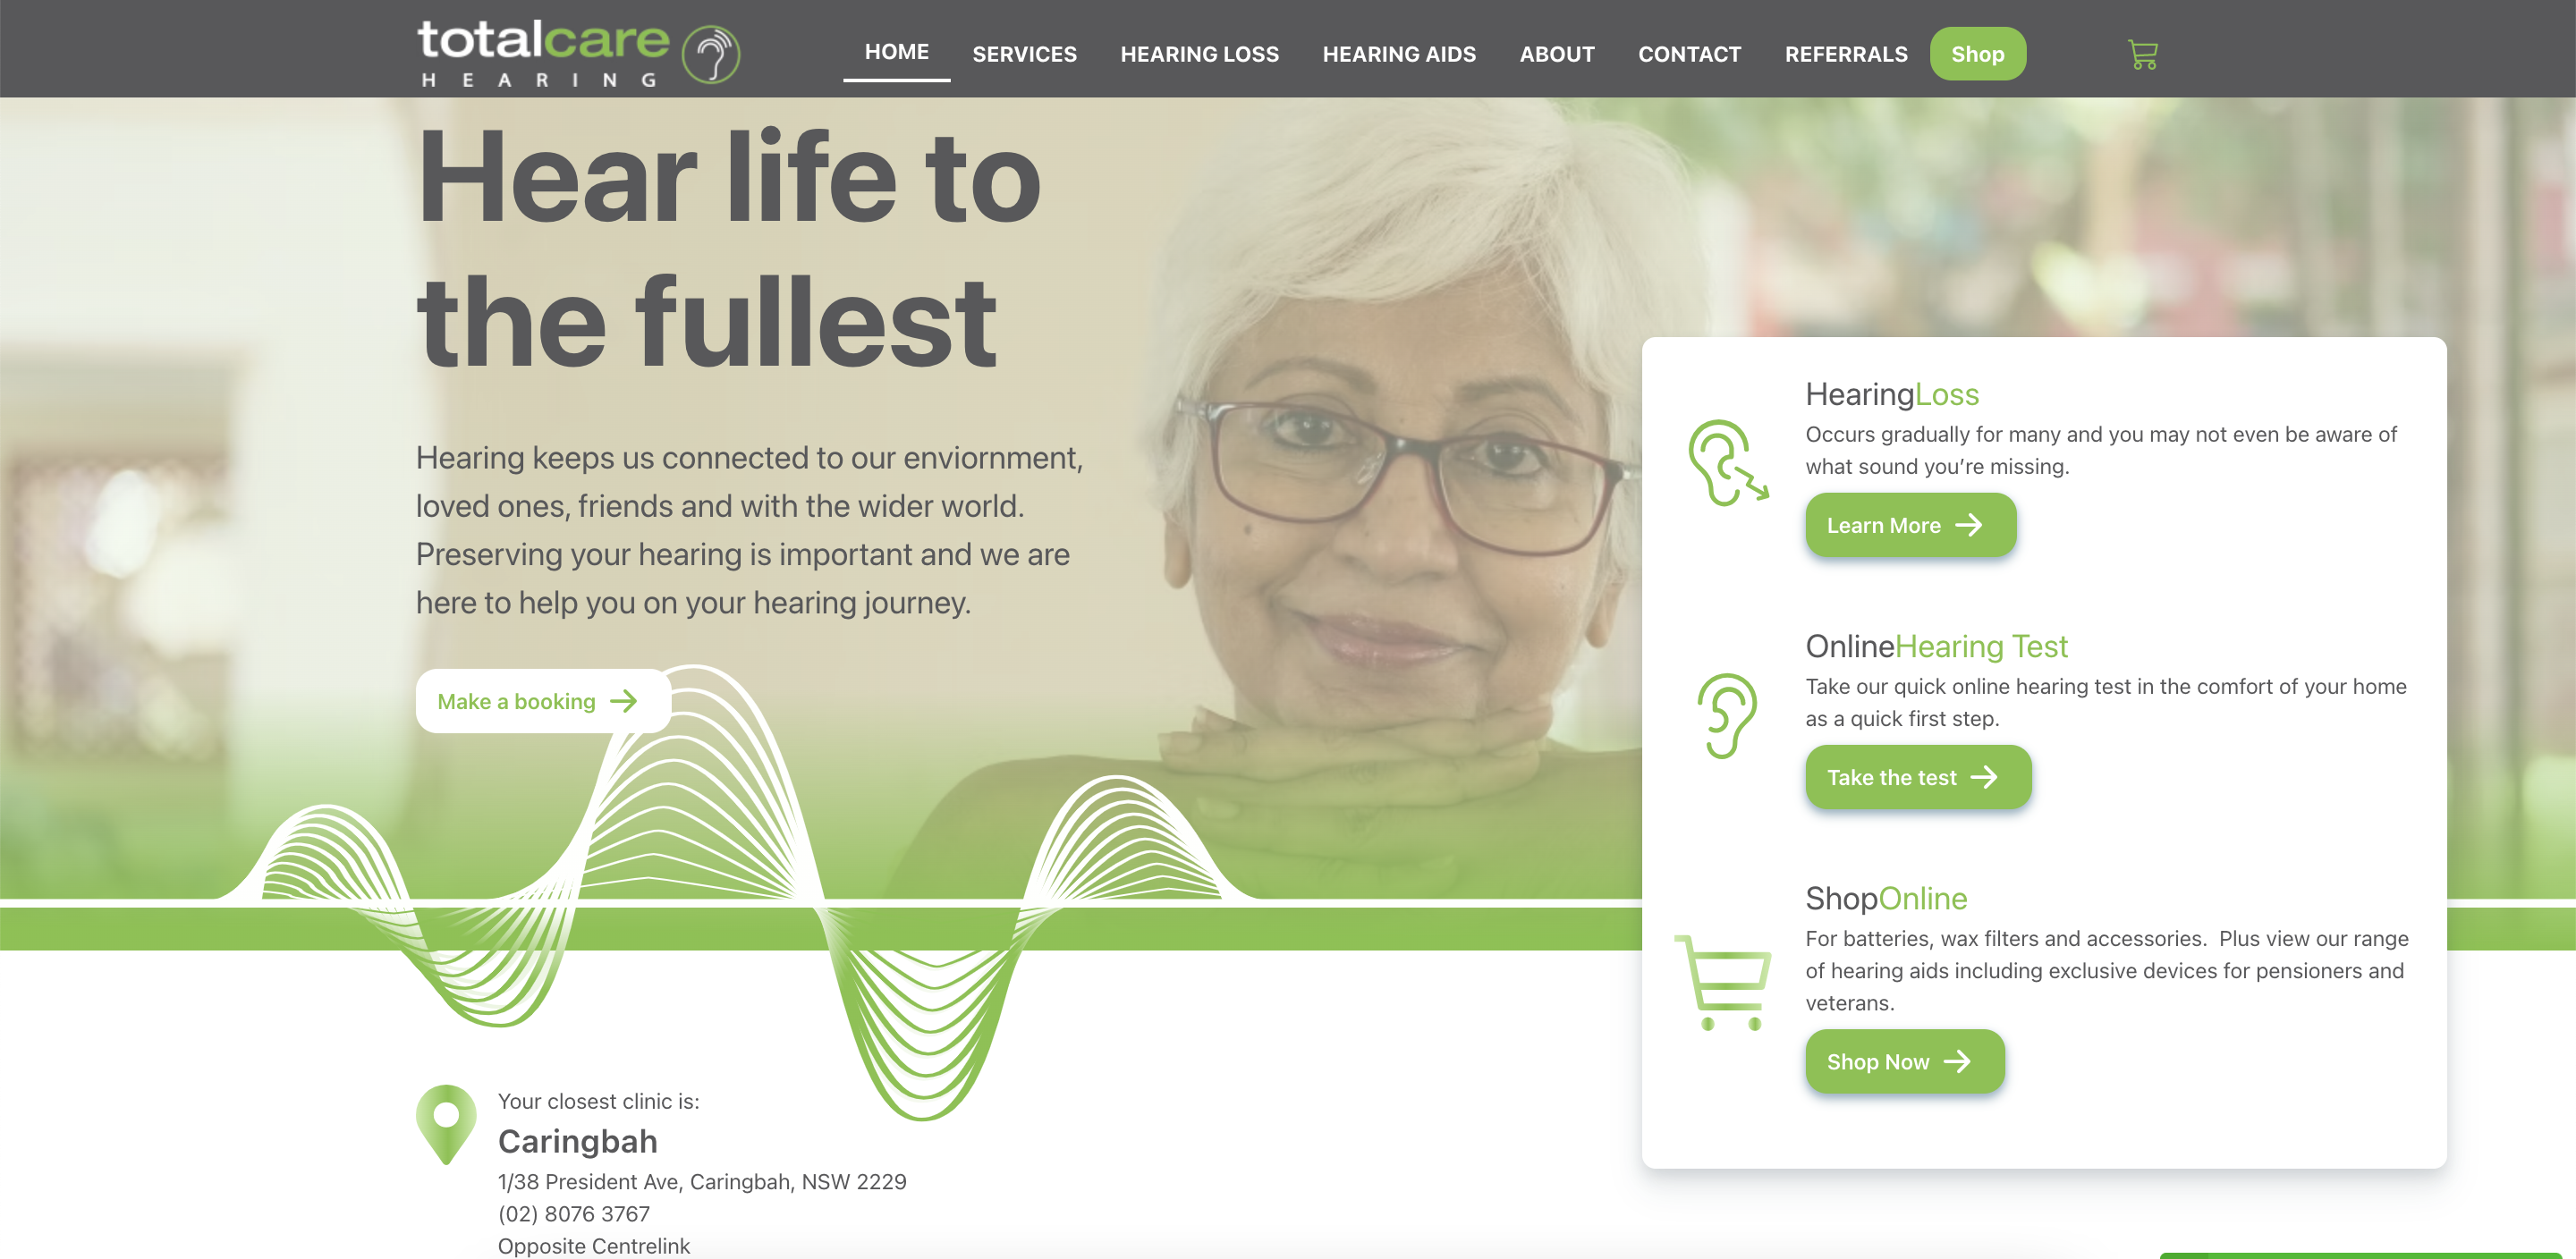 totalcare
HEARING
HOME
SERVICES
HEARING LOSS
HEARING AIDS
ABOUT
CONTACT
REFERRALS
Shop
Hear life to
the fullest
Hearing keeps us connected to our enviornment,
loved ones, friends and with the wider world.
Preserving your hearing is important and we are
here to help you on your hearing journey.
Make a booking
HearingLoss
Occurs gradually for many and you may not even be aware of
what sound you’re missing.
Learn More
OnlineHearing Test
Take our quick online hearing test in the comfort of your home
as a quick first step.
Take the test
ShopOnline
For batteries, wax filters and accessories.  Plus view our range
of hearing aids including exclusive devices for pensioners and
veterans.
Shop Now
Your closest clinic is:
Caringbah
1/38 President Ave, Caringbah, NSW 2229
(02) 8076 3767
Opposite Centrelink